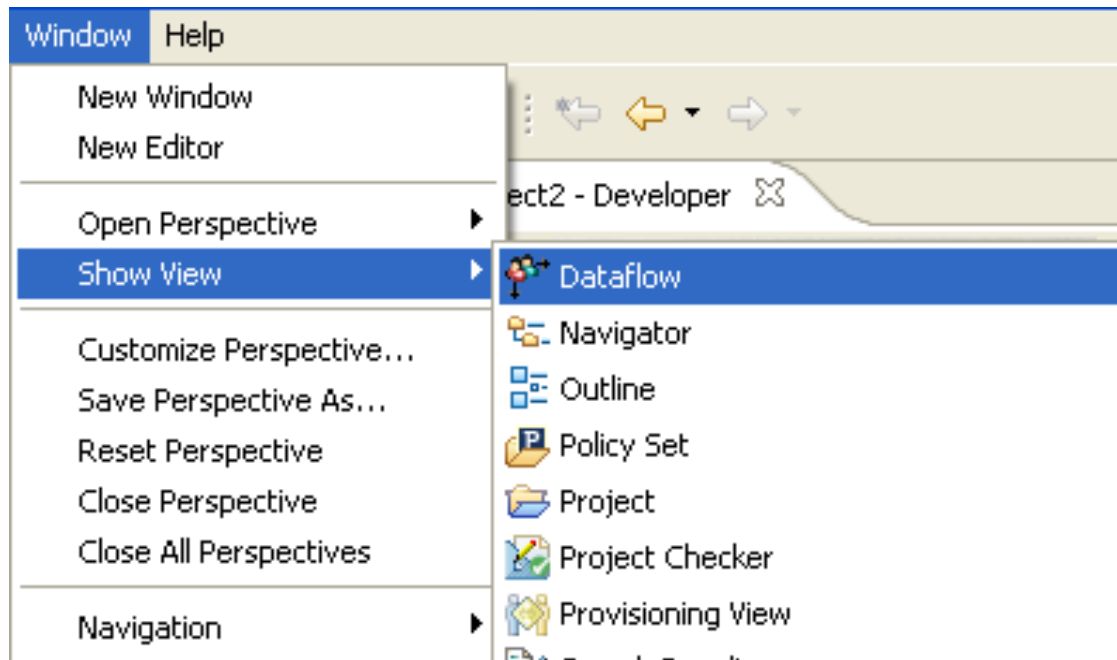 Window Help
New Window
New Editor
ect2 - Developer
Open Perspective
Show View
Dataflow
Navigator
Customize Perspective...
Outline
Save Perspective As...
Policy Set
Reset Perspective
Project
Close Perspective
Project Checker
Close All Perspectives
Provisioning View
Navigation